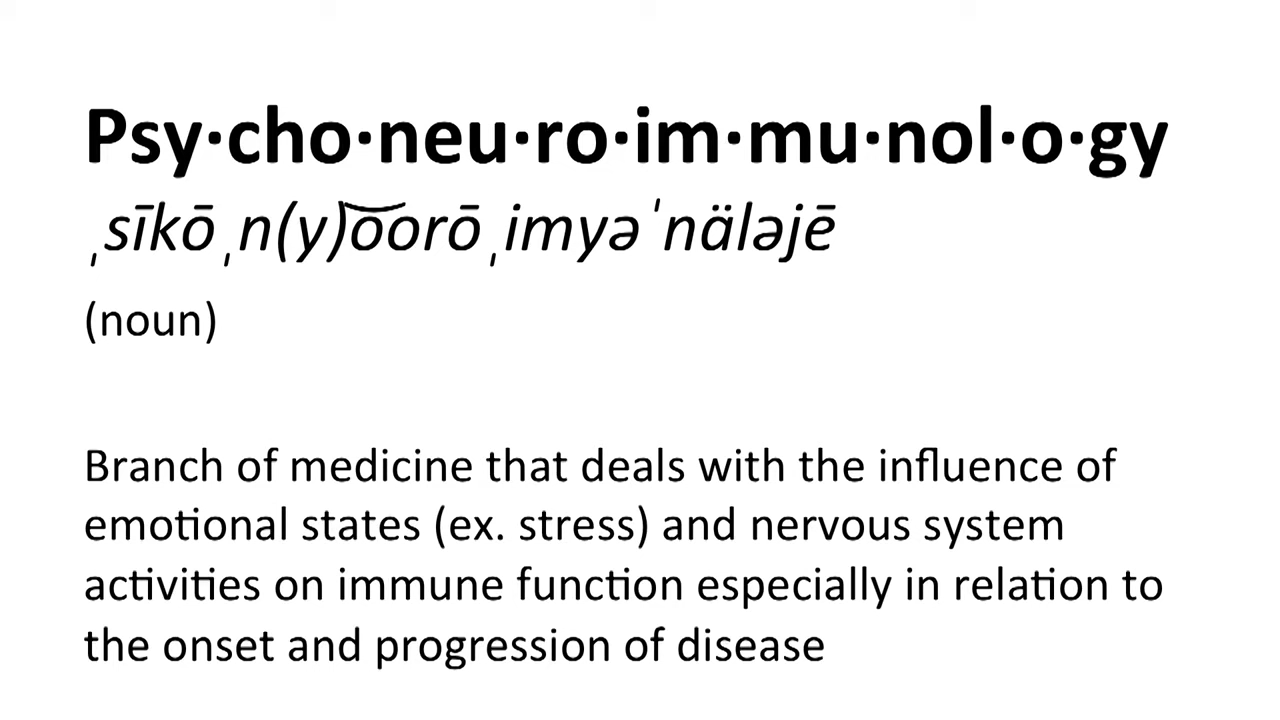 Psy·cho·neu·ro·im·mu·nol·o·gy
ˌsīkōˌn(y)o͝orōˌimyəˈnäləjē
(noun)
Branch of medicine that deals with the influence of
emotional states (ex. stress) and nervous system
activities on immune function especially in relation to
the onset and progression of disease